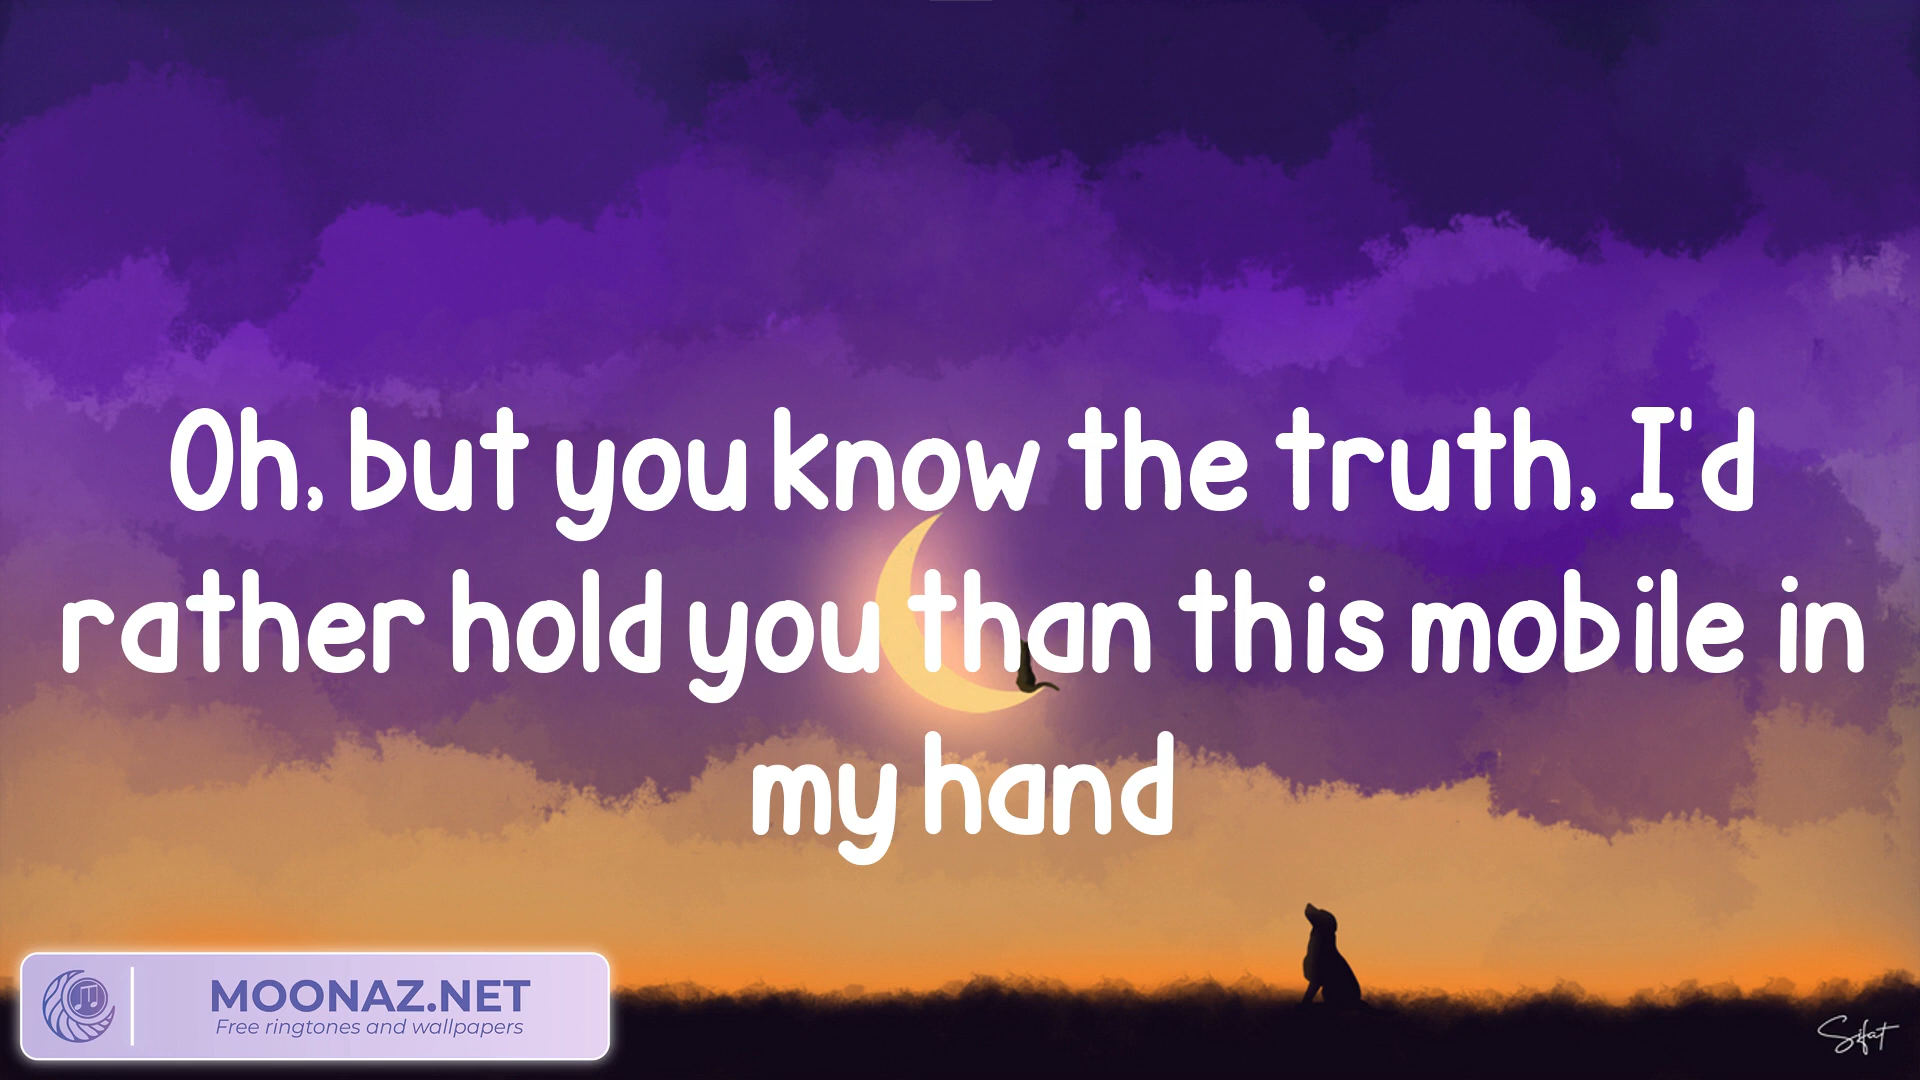 Oh, but you know the truth, I'd
rather hold you than this mobile in
my hand
MOONAZ.NET
Free ringtones and wallpapers
Sifat